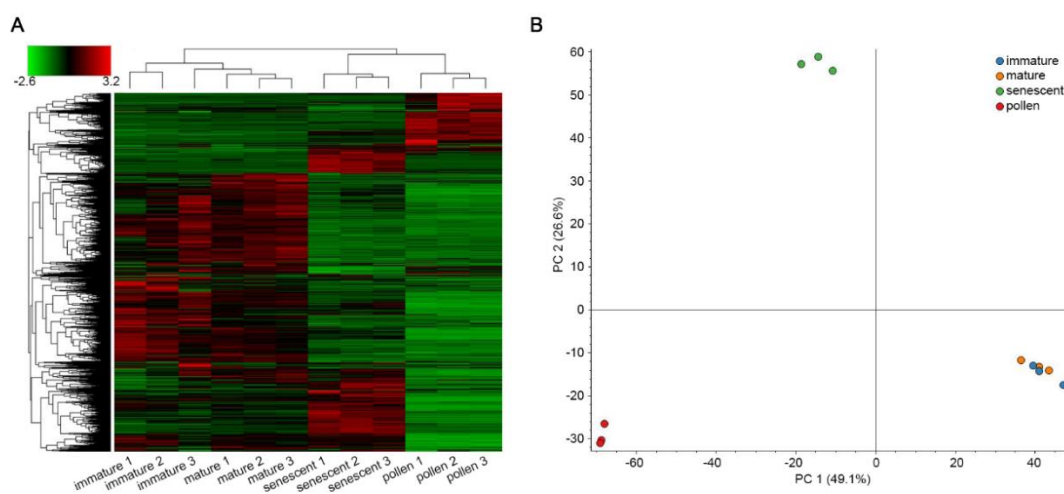 A
-2.6 3.2
immature 1 immature 2 immature 3 mature 1 mature 2 mature 3 senescent 1 senescent 2 senescent 3 pollen 1 pollen 2 pollen 3
B
immature
mature
senescent
pollen
60
50
40
30
20
10
0
-10
-20
-30
PC 2 (26.6%)
-60 -40 -20 0 20 40
PC 1 (49.1%)